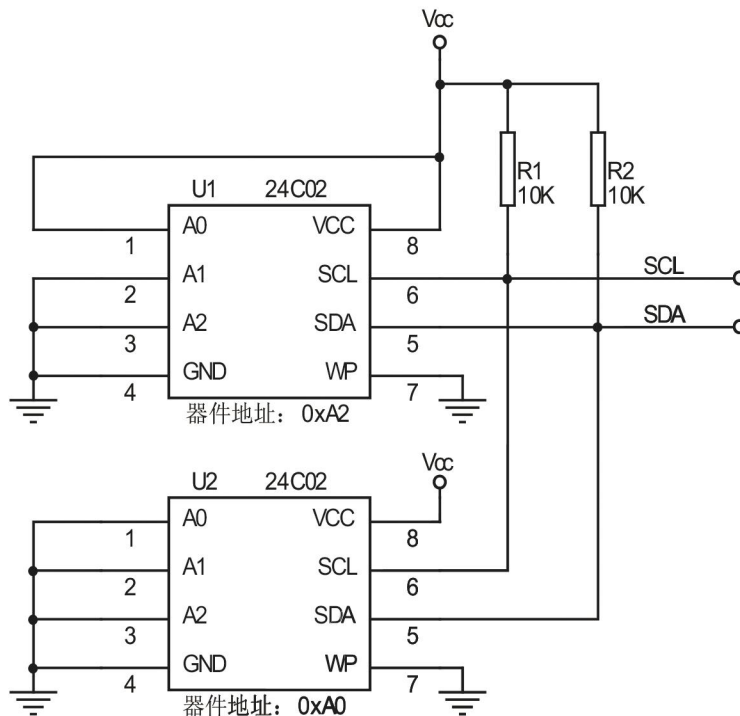 Vcc
R1
10K
R2
10K
U1 24C02
A0 VCC
1 8
A1 SCL
2 6
SCL
A2 SDA
3 5
SDA
GND WP
4 7
器件地址：0xA2
Vcc
U2 24C02
A0 VCC
1 8
A1 SCL
2 6
A2 SDA
3 5
GND WP
4 7
器件地址：0xA0